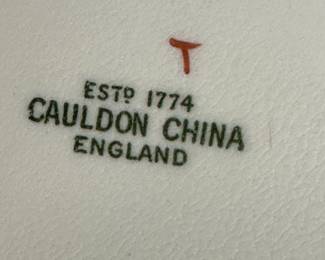 T
ESTD 1774
CAULDON CHINA
ENGLAND